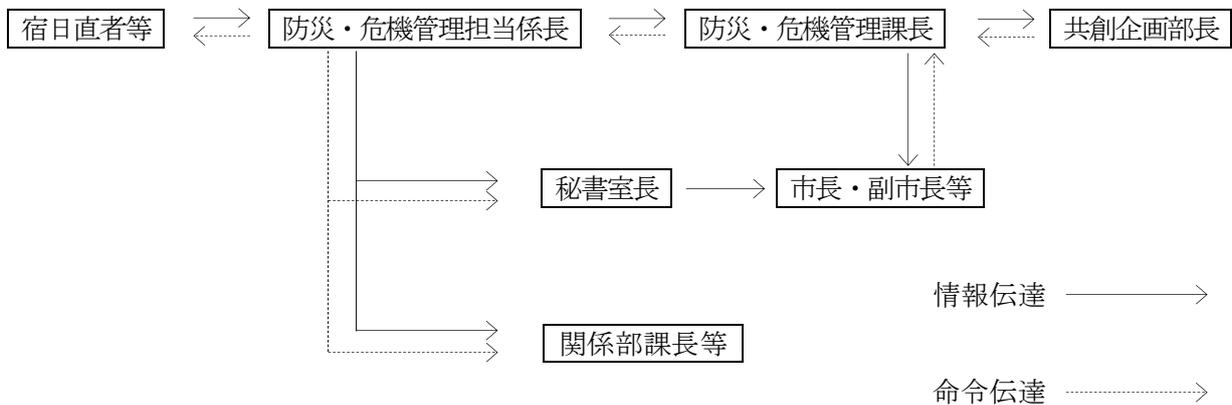 宿日直者等
防災・危機管理担当係長
防災・危機管理課長
共創企画部長
秘書室長
市長・副市長等
情報伝達
関係部課長等
命令伝達